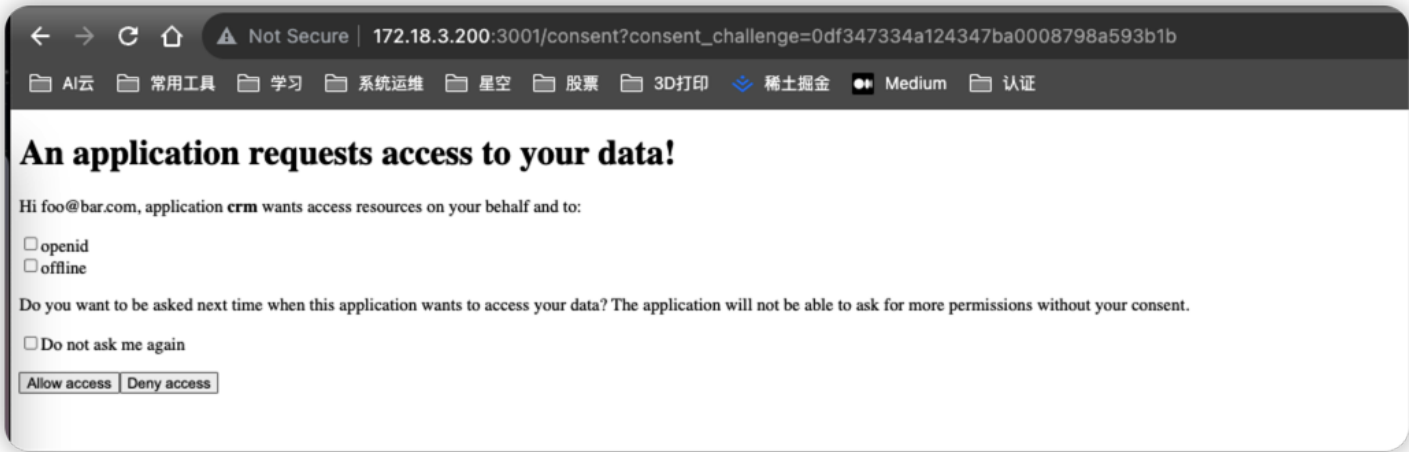 Not Secure | 172.18.3.200:3001/consent?consent_challenge=0df347334a124347ba0008798a593b1b
AI云 常用工具 学习 系统运维 星空 股票 3D打印 稀土掘金 Medium 认证
An application requests access to your data!
Hi foo@bar.com, application crm wants access resources on your behalf and to:
openid
offline
Do you want to be asked next time when this application wants to access your data? The application will not be able to ask for more permissions without your consent.
Do not ask me again
Allow access Deny access